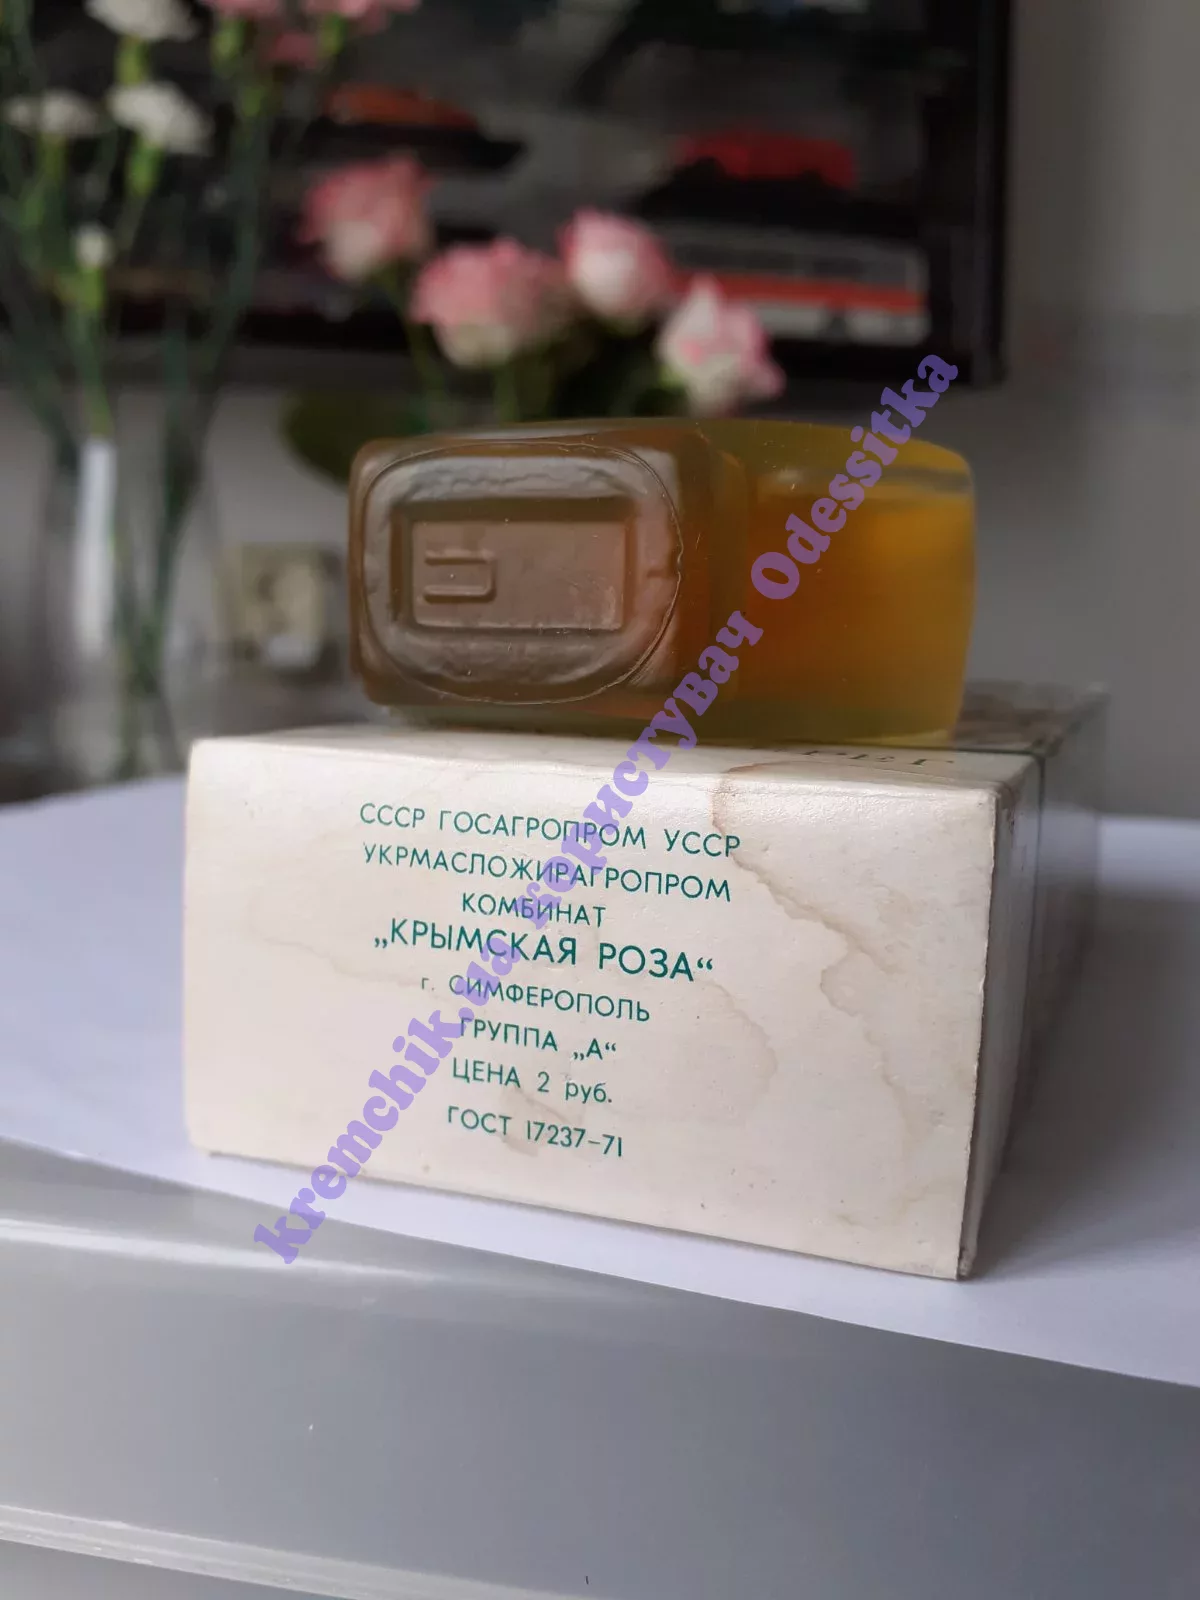 СССР ГОСАГРОПРОМ УССР
УКРМАСЛОЖИРАГРОПРОМ
КОМБИНАТ
„КРЫМСКАЯ РОЗА“
г. СИМФЕРОПОЛЬ
ГРУППА „А“
ЦЕНА 2 руб.
ГОСТ 17237-71
kremchik.ua користувач Odessitka